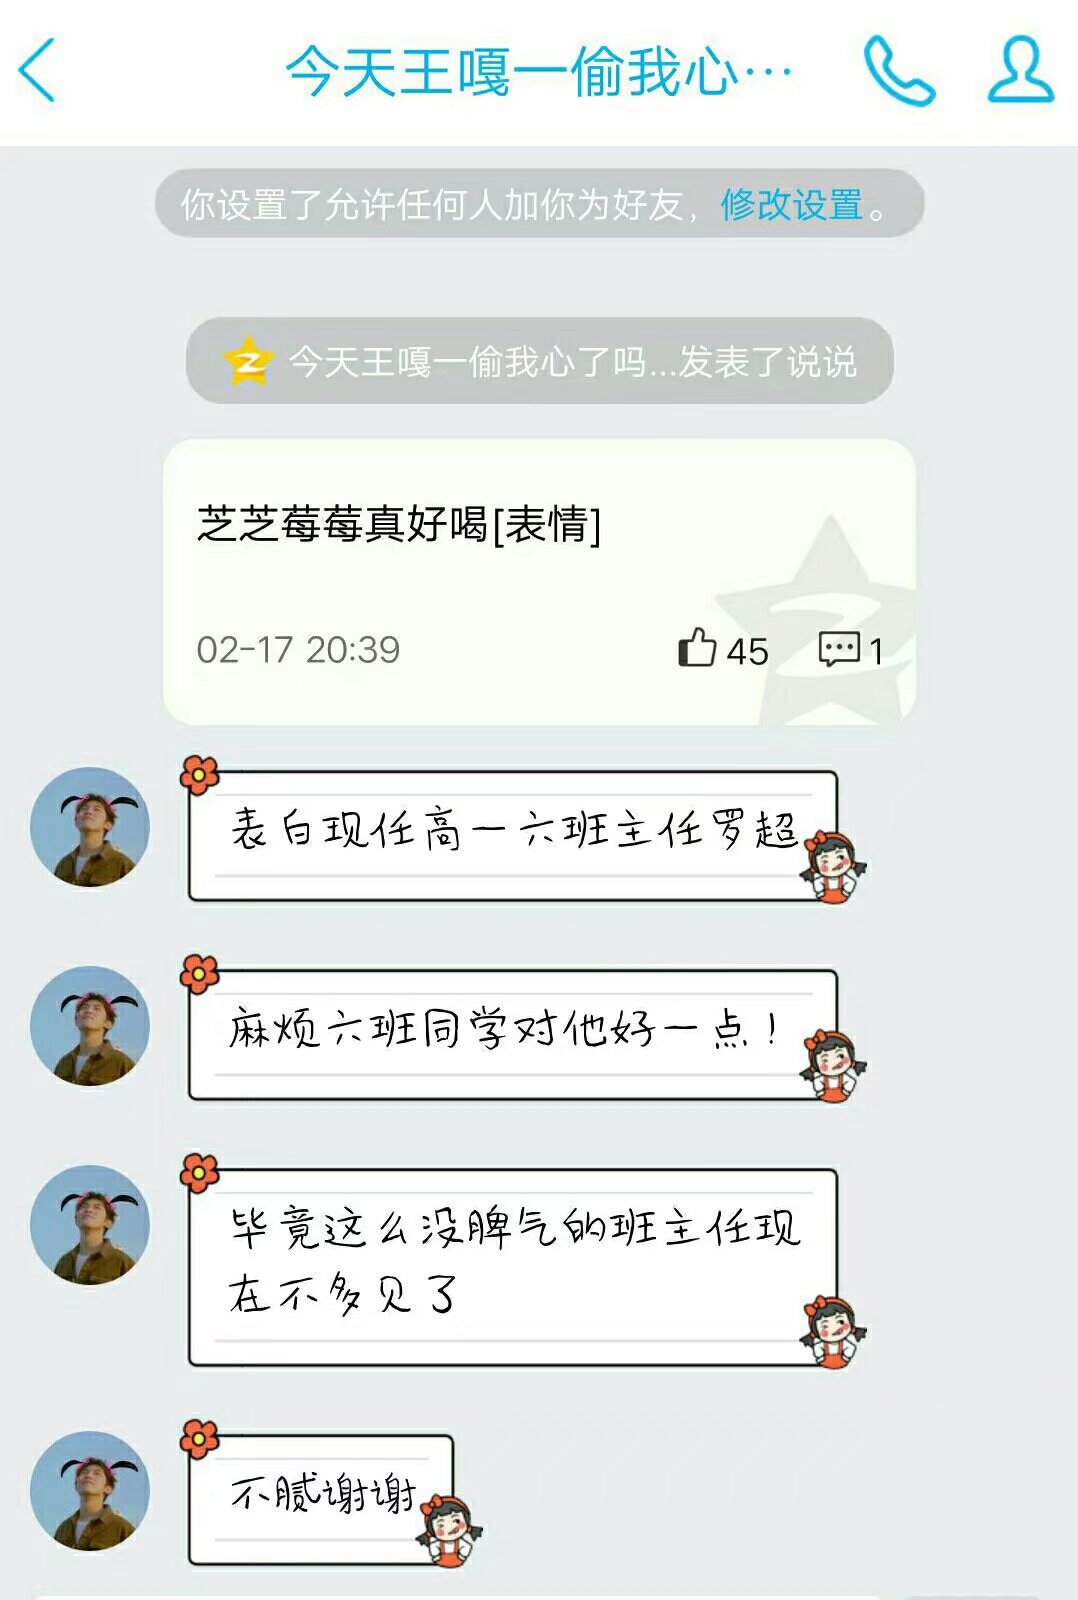 今天王嘎一偷我心…
你设置了允许任何人加你为好友，修改设置。
今天王嘎一偷我心了吗...发表了说说
芝芝莓莓真好喝[表情]
02-17 20:39 45 1
表白现任高一六班主任罗超
麻烦六班同学对他好一点！
毕竟这么没脾气的班主任现
在不多见了
不腻谢谢